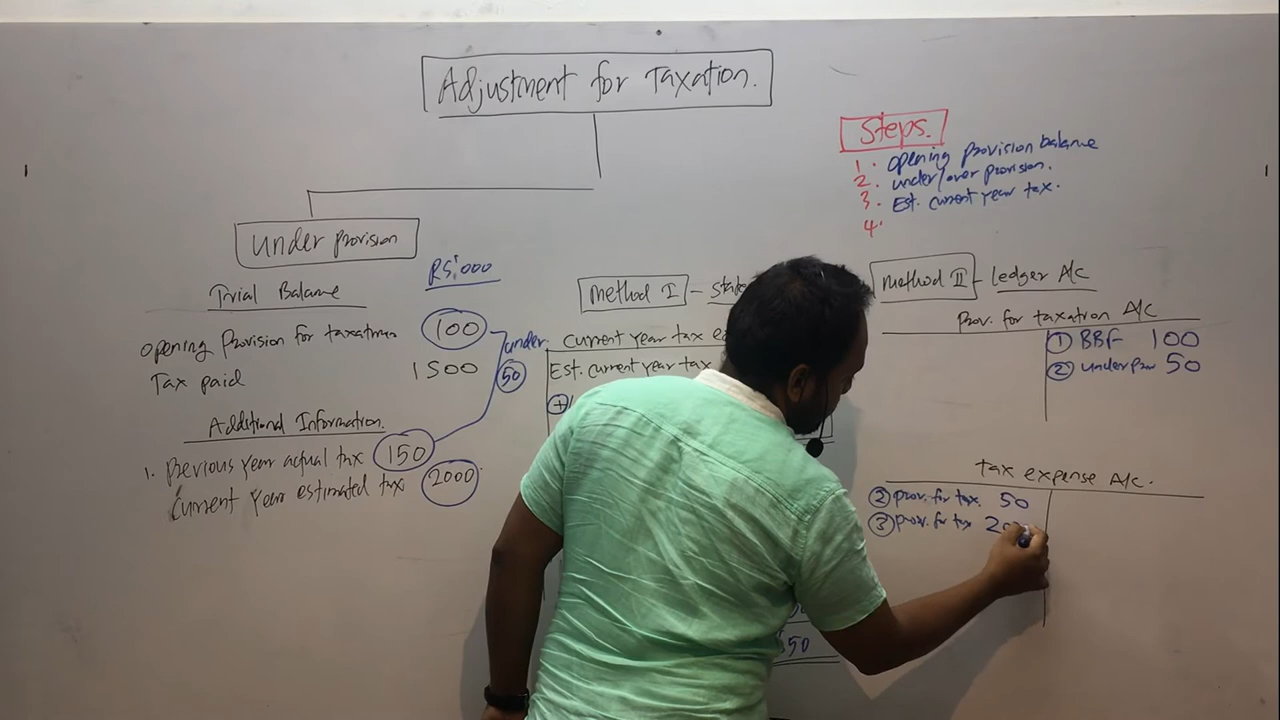 Adjustment for Taxation.
Steps.
1. opening provision balance
2. under/over provision.
3. Est. current year tax.
4.
under provision
Rs.'000
Trial Balance
opening provision for taxation 100
Tax paid 1500
under.
50
Additional Information.
1. Previous year actual tax 150
current year estimated tax 2000
Method I - State
current year tax
Est. current year tax
+
50
Method II - Ledger A/c
Prov. for taxation A/c
1 BBF 100
2 under prov 50
tax expense A/c.
2 prov. for tax. 50
3 prov. for tax